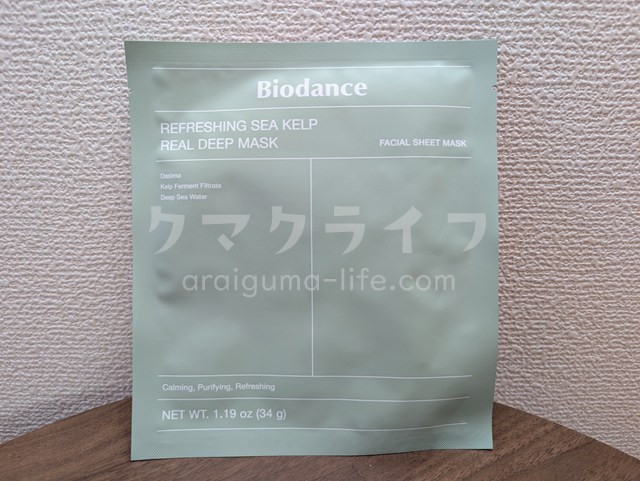 Biodance
REFRESHING SEA KELP
REAL DEEP MASK
FACIAL SHEET MASK
Dasima
Kelp Ferment Filtrate
Deep Sea Water
クマクライフ
araiguma-life.com
Calming, Purifying, Refreshing
NET WT. 1.19 oz (34 g)